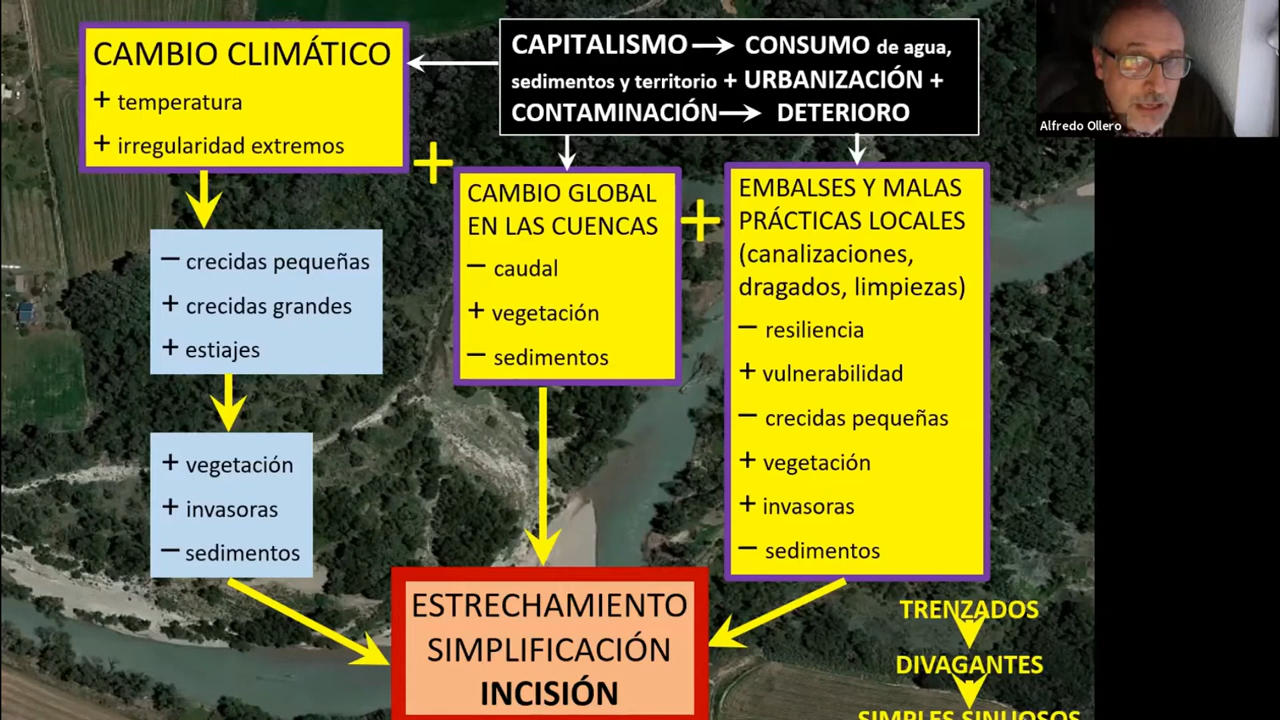 CAMBIO CLIMÁTICO
+ temperatura
+ irregularidad extremos
CAPITALISMO → CONSUMO de agua,
sedimentos y territorio + URBANIZACIÓN +
CONTAMINACIÓN → DETERIORO
Alfredo Ollero
+
− crecidas pequeñas
+ crecidas grandes
+ estiajes
+ vegetación
+ invasoras
− sedimentos
CAMBIO GLOBAL
EN LAS CUENCAS
− caudal
+ vegetación
− sedimentos
+
EMBALSES Y MALAS
PRÁCTICAS LOCALES
(canalizaciones,
dragados, limpiezas)
− resiliencia
+ vulnerabilidad
− crecidas pequeñas
+ vegetación
+ invasoras
− sedimentos
ESTRECHAMIENTO
SIMPLIFICACIÓN
INCISIÓN
TRENZADOS
DIVAGANTES
SIMPLES SINUOSOS